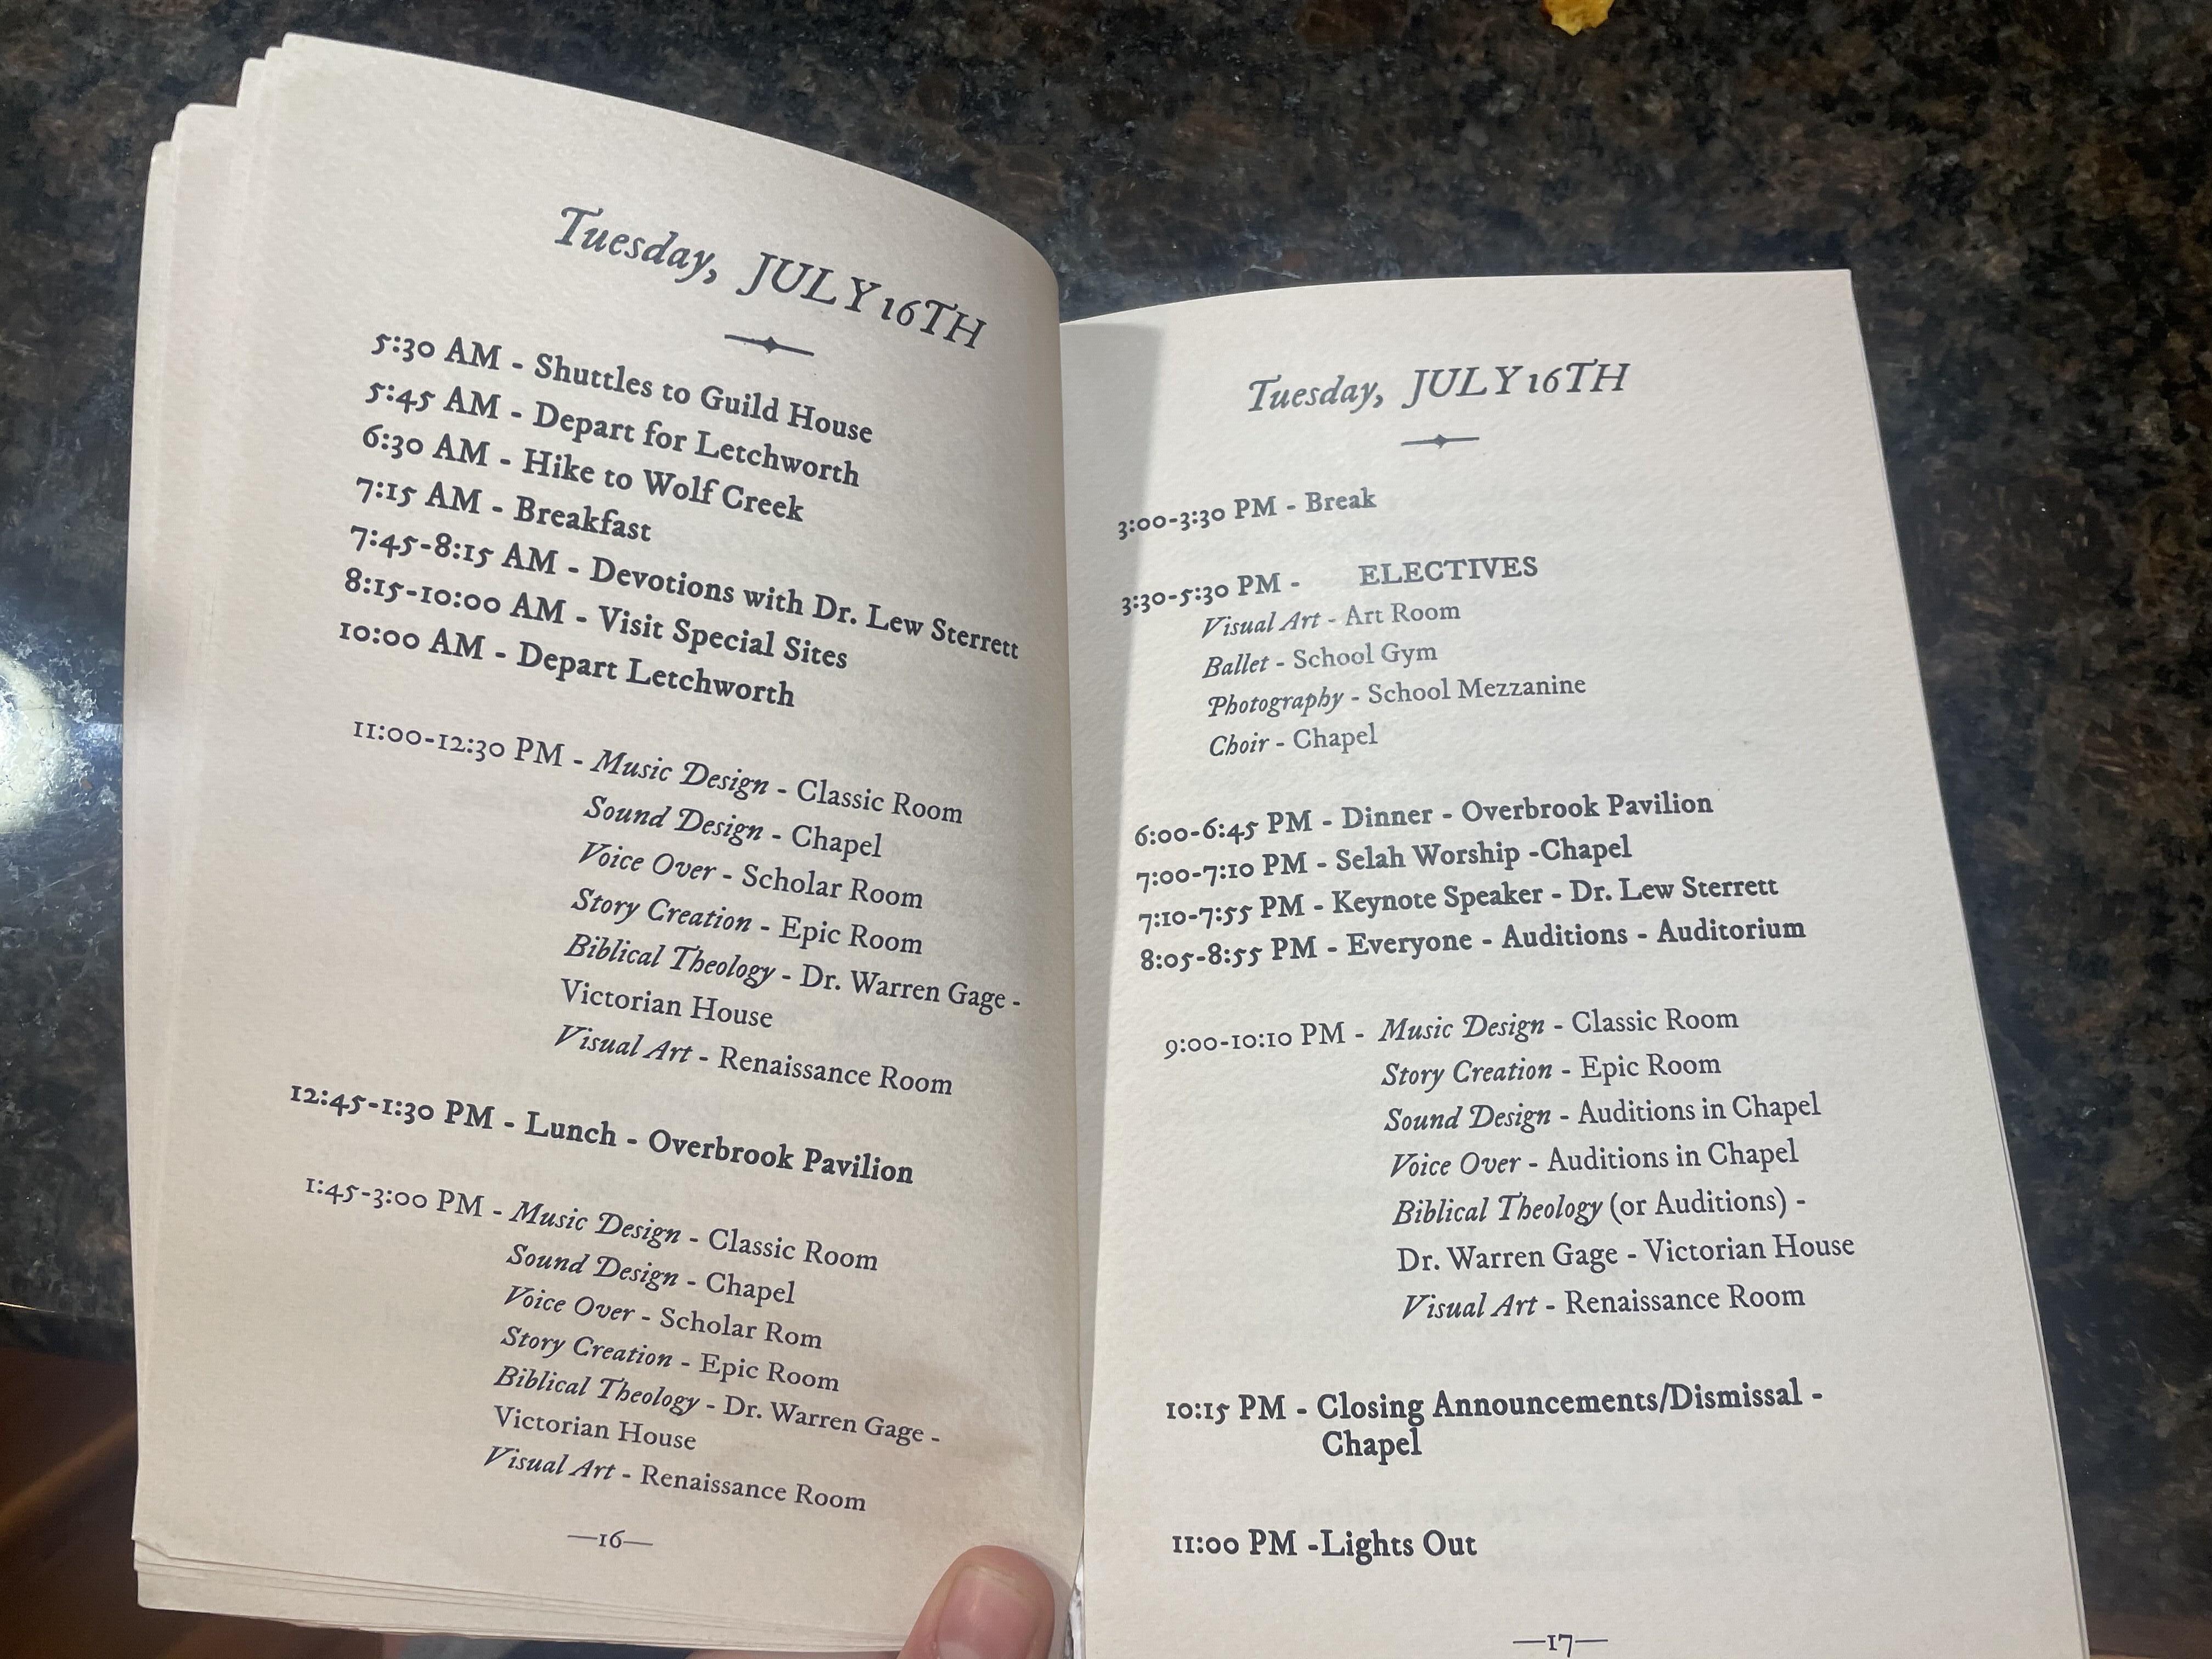 Tuesday, JULY 16TH
5:30 AM - Shuttles to Guild House
5:45 AM - Depart for Letchworth
6:30 AM - Hike to Wolf Creek
7:15 AM - Breakfast
7:45-8:15 AM - Devotions with Dr. Lew Sterrett
8:15-10:00 AM - Visit Special Sites
10:00 AM - Depart Letchworth
11:00-12:30 PM - Music Design - Classic Room
Sound Design - Chapel
Voice Over - Scholar Room
Story Creation - Epic Room
Biblical Theology - Dr. Warren Gage -
Victorian House
Visual Art - Renaissance Room
12:45-1:30 PM - Lunch - Overbrook Pavilion
1:45-3:00 PM - Music Design - Classic Room
Sound Design - Chapel
Voice Over - Scholar Rom
Story Creation - Epic Room
Biblical Theology - Dr. Warren Gage -
Victorian House
Visual Art - Renaissance Room
—16—
Tuesday, JULY 16TH
3:00-3:30 PM - Break
3:30-5:30 PM - ELECTIVES
Visual Art - Art Room
Ballet - School Gym
Photography - School Mezzanine
Choir - Chapel
6:00-6:45 PM - Dinner - Overbrook Pavilion
7:00-7:10 PM - Selah Worship -Chapel
7:10-7:55 PM - Keynote Speaker - Dr. Lew Sterrett
8:05-8:55 PM - Everyone - Auditions - Auditorium
9:00-10:10 PM - Music Design - Classic Room
Story Creation - Epic Room
Sound Design - Auditions in Chapel
Voice Over - Auditions in Chapel
Biblical Theology (or Auditions) -
Dr. Warren Gage - Victorian House
Visual Art - Renaissance Room
10:15 PM - Closing Announcements/Dismissal -
Chapel
11:00 PM -Lights Out
—17—